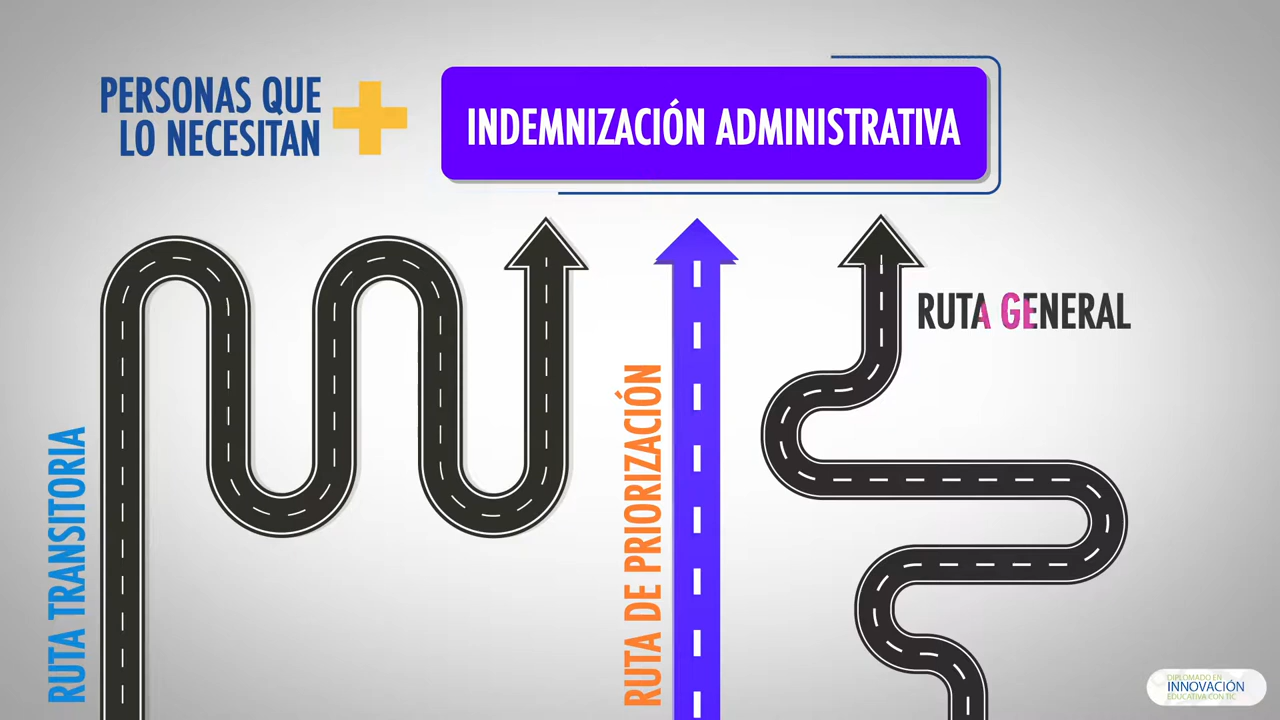 PERSONAS QUE
LO NECESITAN
INDEMNIZACIÓN ADMINISTRATIVA
RUTA TRANSITORIA
RUTA DE PRIORIZACIÓN
RUTA GENERAL
DIPLOMADO EN
INNOVACIÓN
EDUCATIVA CON TIC